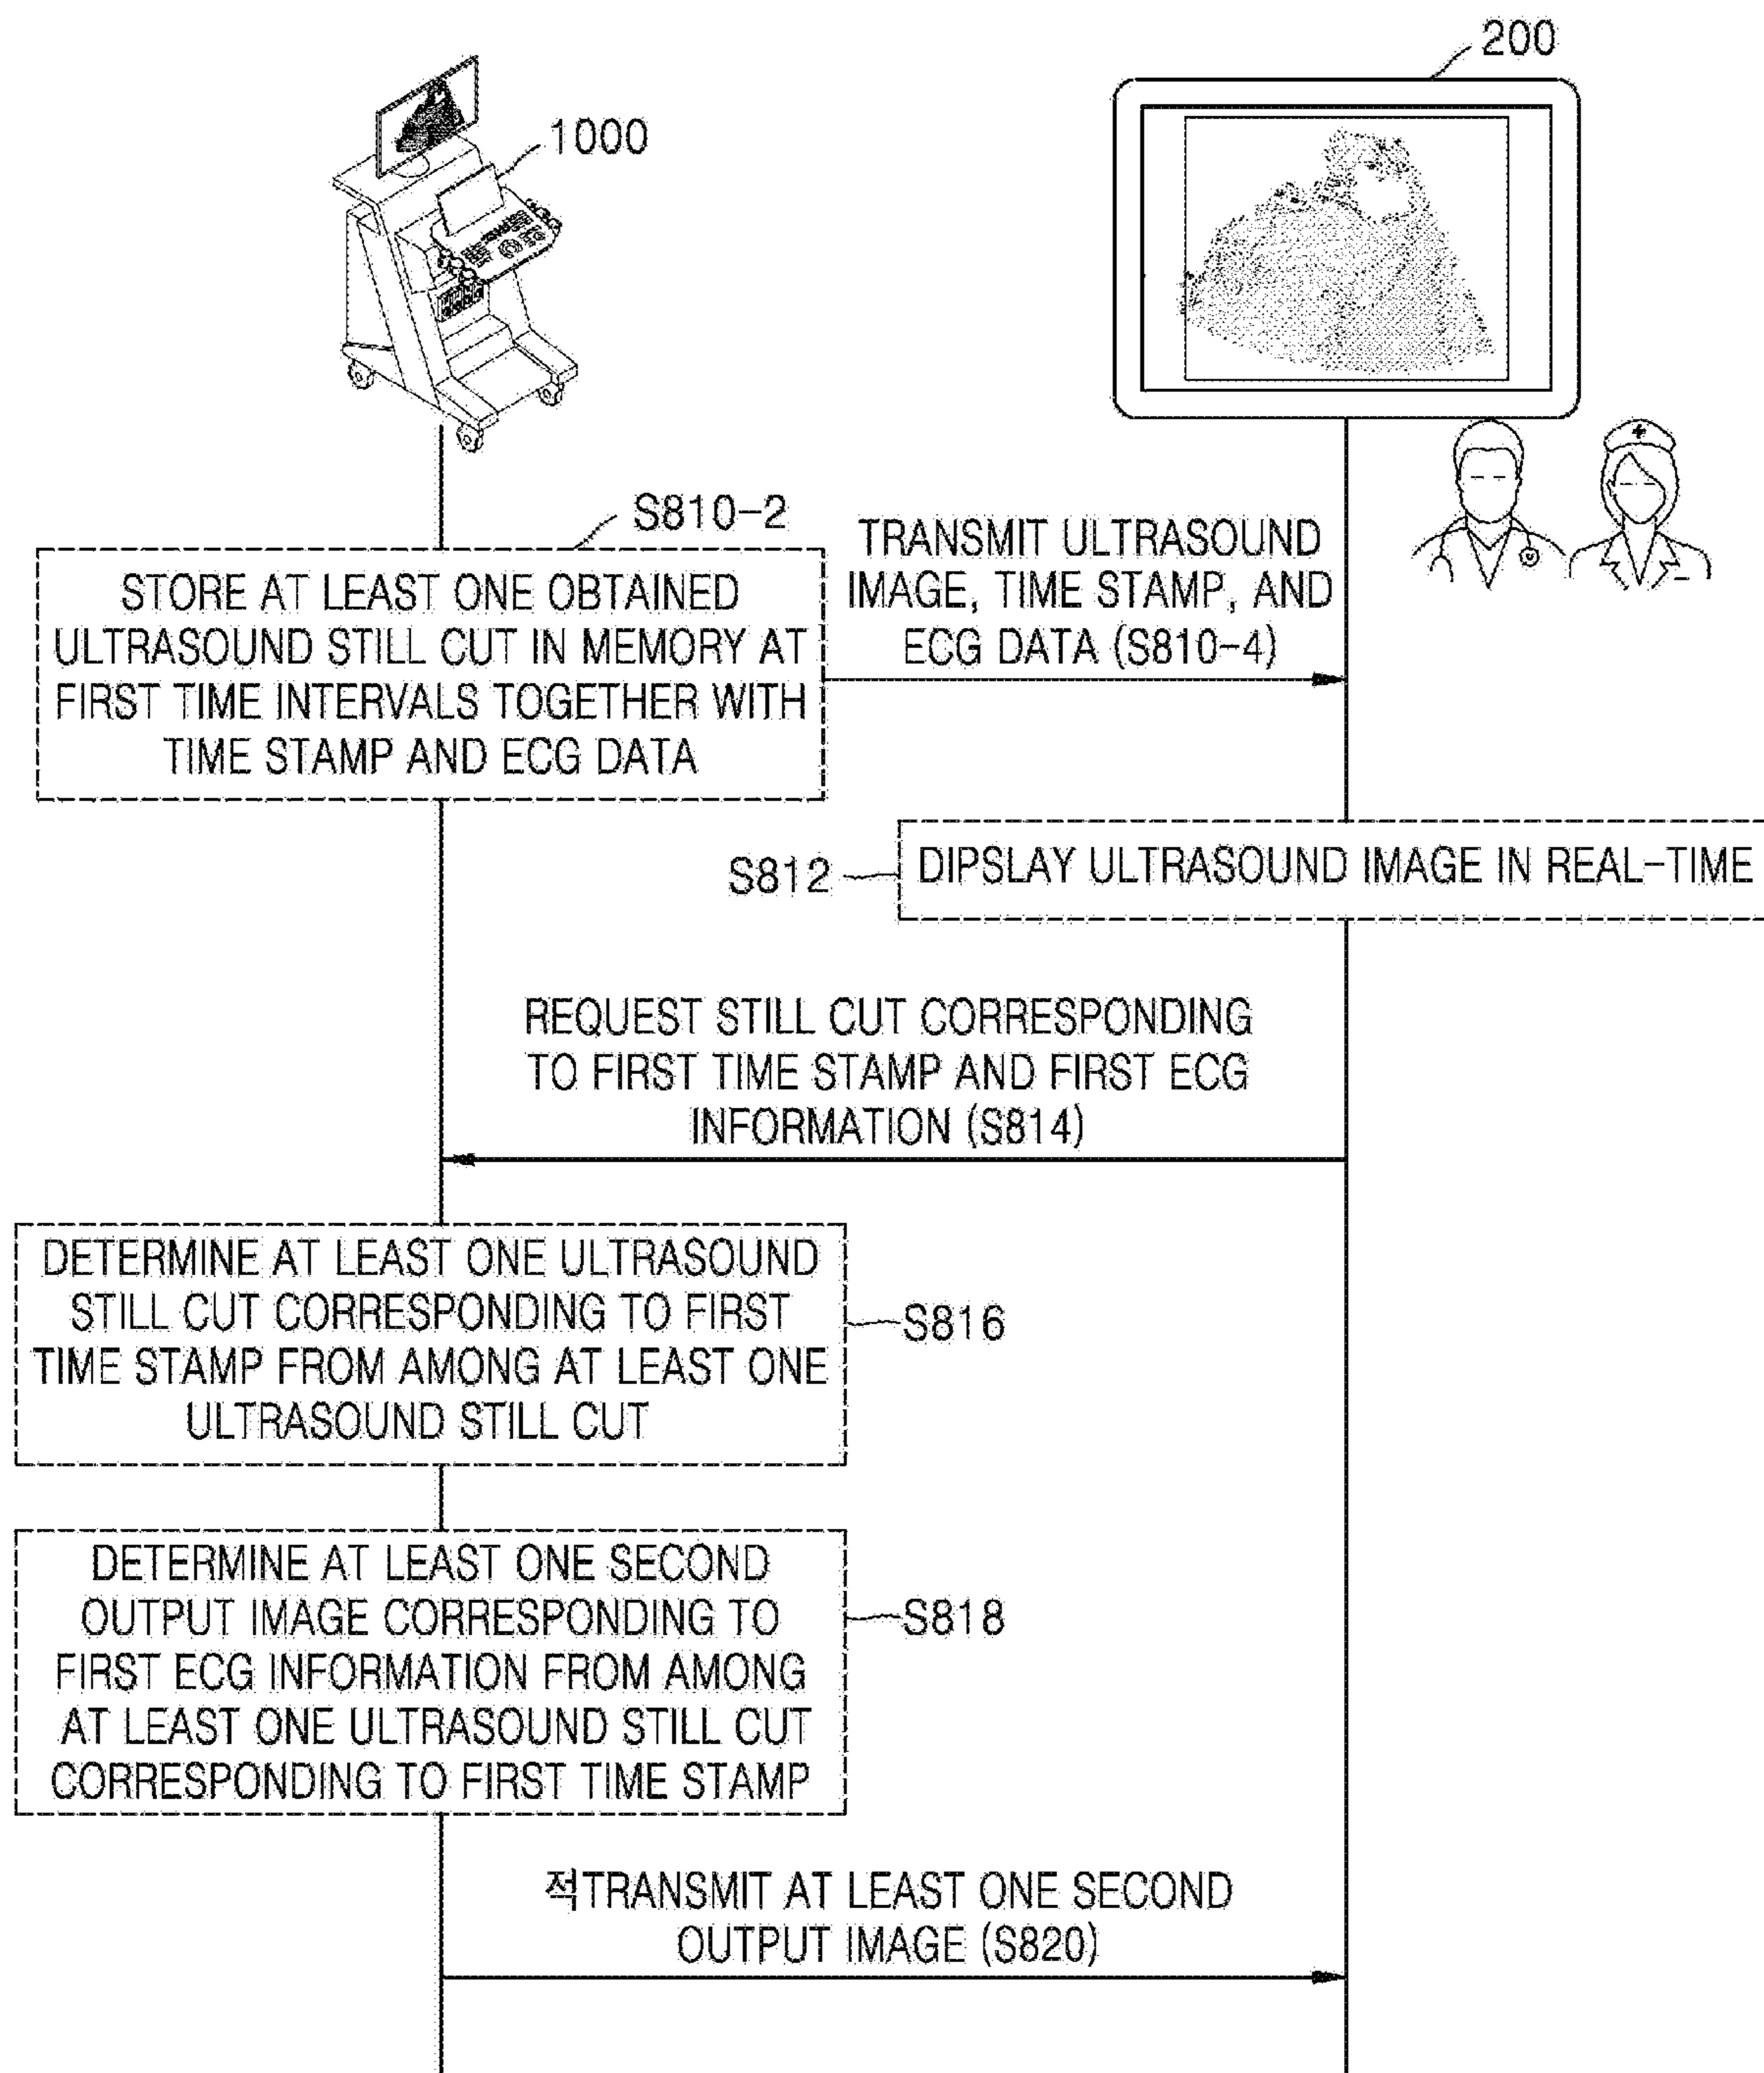 200
1000
S810-2
STORE AT LEAST ONE OBTAINED
ULTRASOUND STILL CUT IN MEMORY AT
FIRST TIME INTERVALS TOGETHER WITH
TIME STAMP AND ECG DATA
TRANSMIT ULTRASOUND
IMAGE, TIME STAMP, AND
ECG DATA (S810-4)
S812
DIPSLAY ULTRASOUND IMAGE IN REAL-TIME
REQUEST STILL CUT CORRESPONDING
TO FIRST TIME STAMP AND FIRST ECG
INFORMATION (S814)
DETERMINE AT LEAST ONE ULTRASOUND
STILL CUT CORRESPONDING TO FIRST
TIME STAMP FROM AMONG AT LEAST ONE
ULTRASOUND STILL CUT
S816
DETERMINE AT LEAST ONE SECOND
OUTPUT IMAGE CORRESPONDING TO
FIRST ECG INFORMATION FROM AMONG
AT LEAST ONE ULTRASOUND STILL CUT
CORRESPONDING TO FIRST TIME STAMP
S818
적TRANSMIT AT LEAST ONE SECOND
OUTPUT IMAGE (S820)